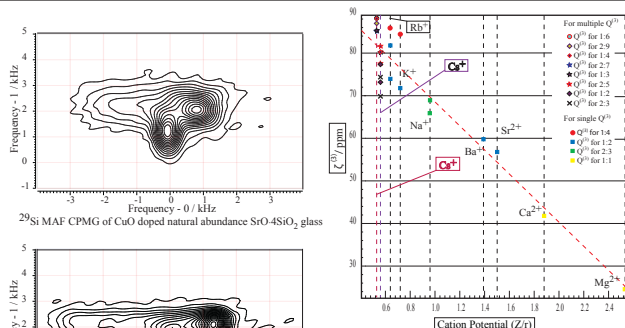 5
4
3
2
1
0
-1
Frequency - 1 / kHz
-3
-1
1
3
Frequency - 0 / kHz
29Si MAF CPMG of CuO doped natural abundance SrO·4SiO2 glass
5
4
3
2
90
80
70
60
50
40
30
ζ(3)/ ppm
0.6
0.8
1.0
1.2
1.4
1.6
1.8
2.0
2.2
2.4
Cation Potential (Z/r)
Rb+
Cs+
K+
Na+
Cs+
Sr2+
Ba2+
Ca2+
Mg2+
For multiple Q(3)
Q(3) for 1:6
Q(3) for 2:9
Q(3) for 1:4
Q(3) for 2:7
Q(3) for 1:3
Q(3) for 2:5
Q(3) for 1:2
Q(3) for 2:3
For single Q(3)
Q(3) for 1:4
Q(3) for 1:2
Q(3) for 2:3
Q(3) for 1:1